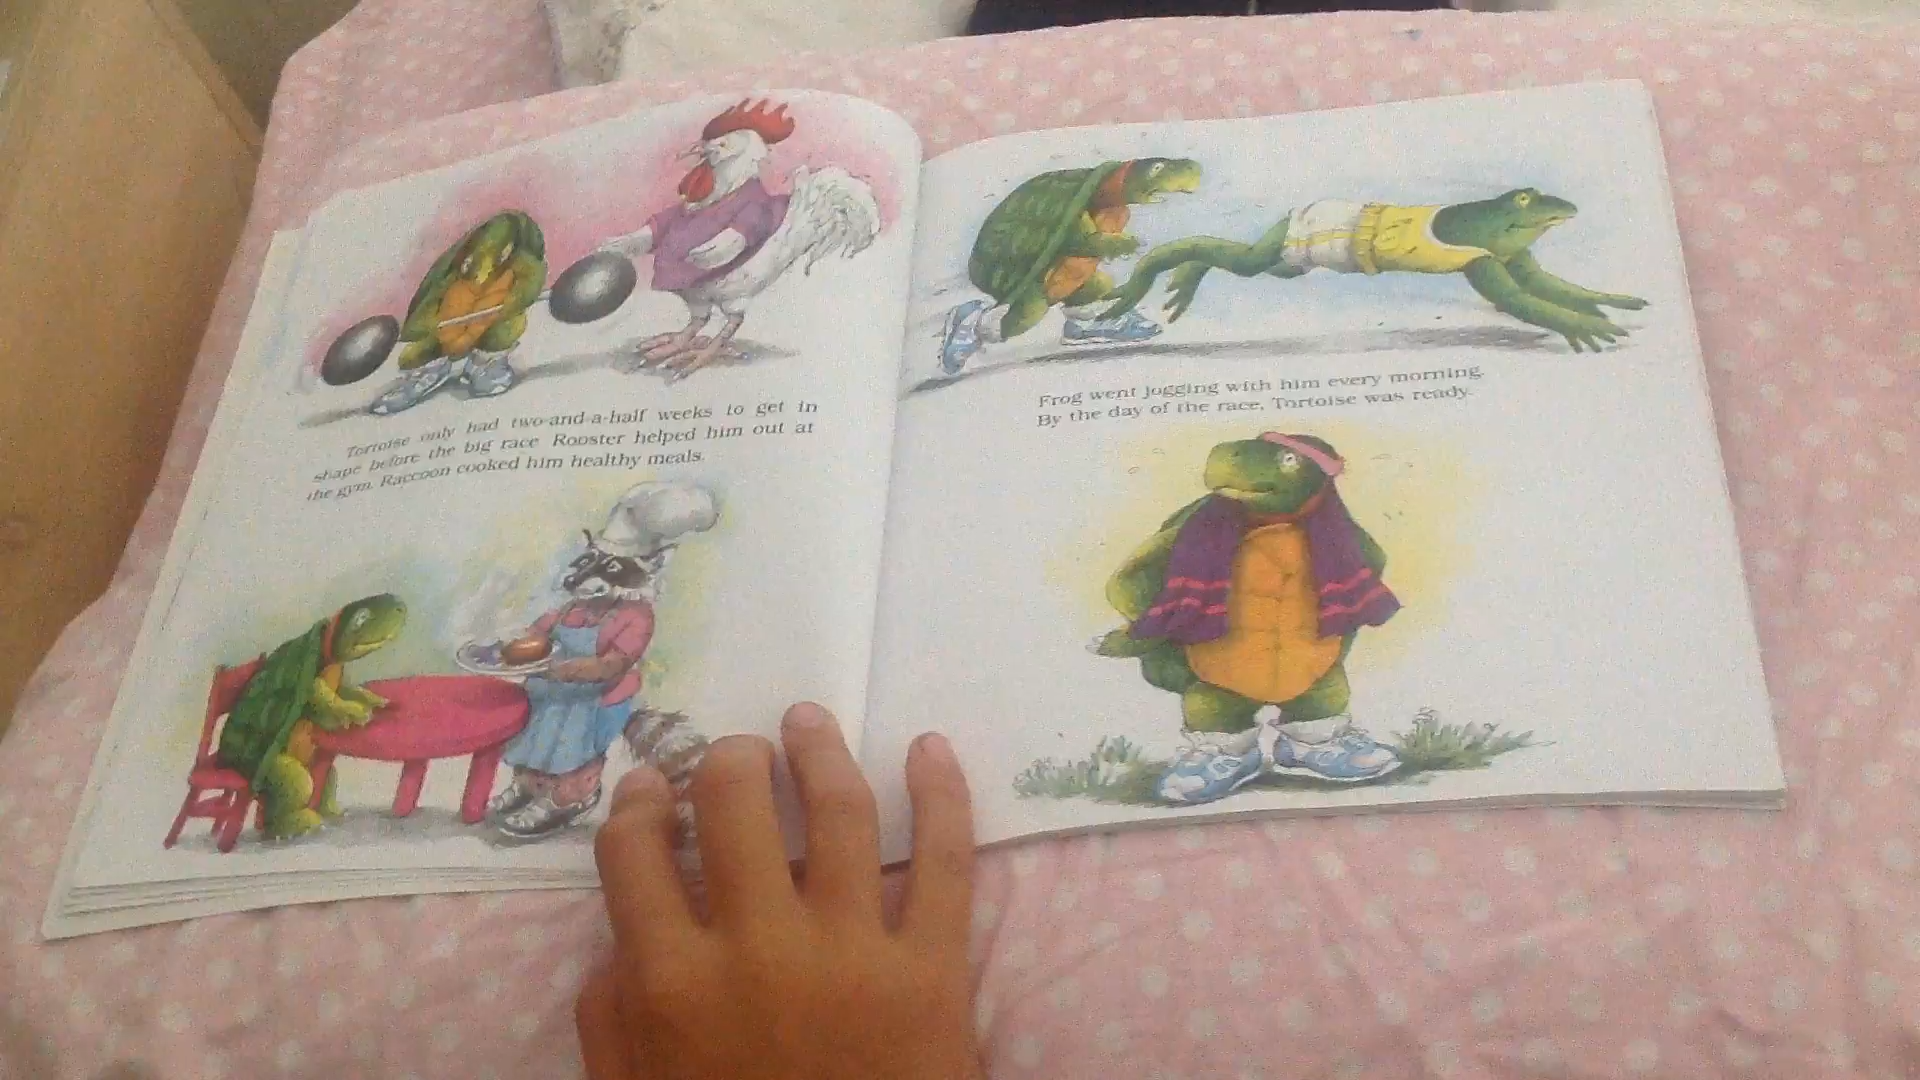 Tortoise only had two-and-a-half weeks to get in
shape before the big race. Rooster helped him out at
the gym. Raccoon cooked him healthy meals.
Frog went jogging with him every morning.
By the day of the race, Tortoise was ready.